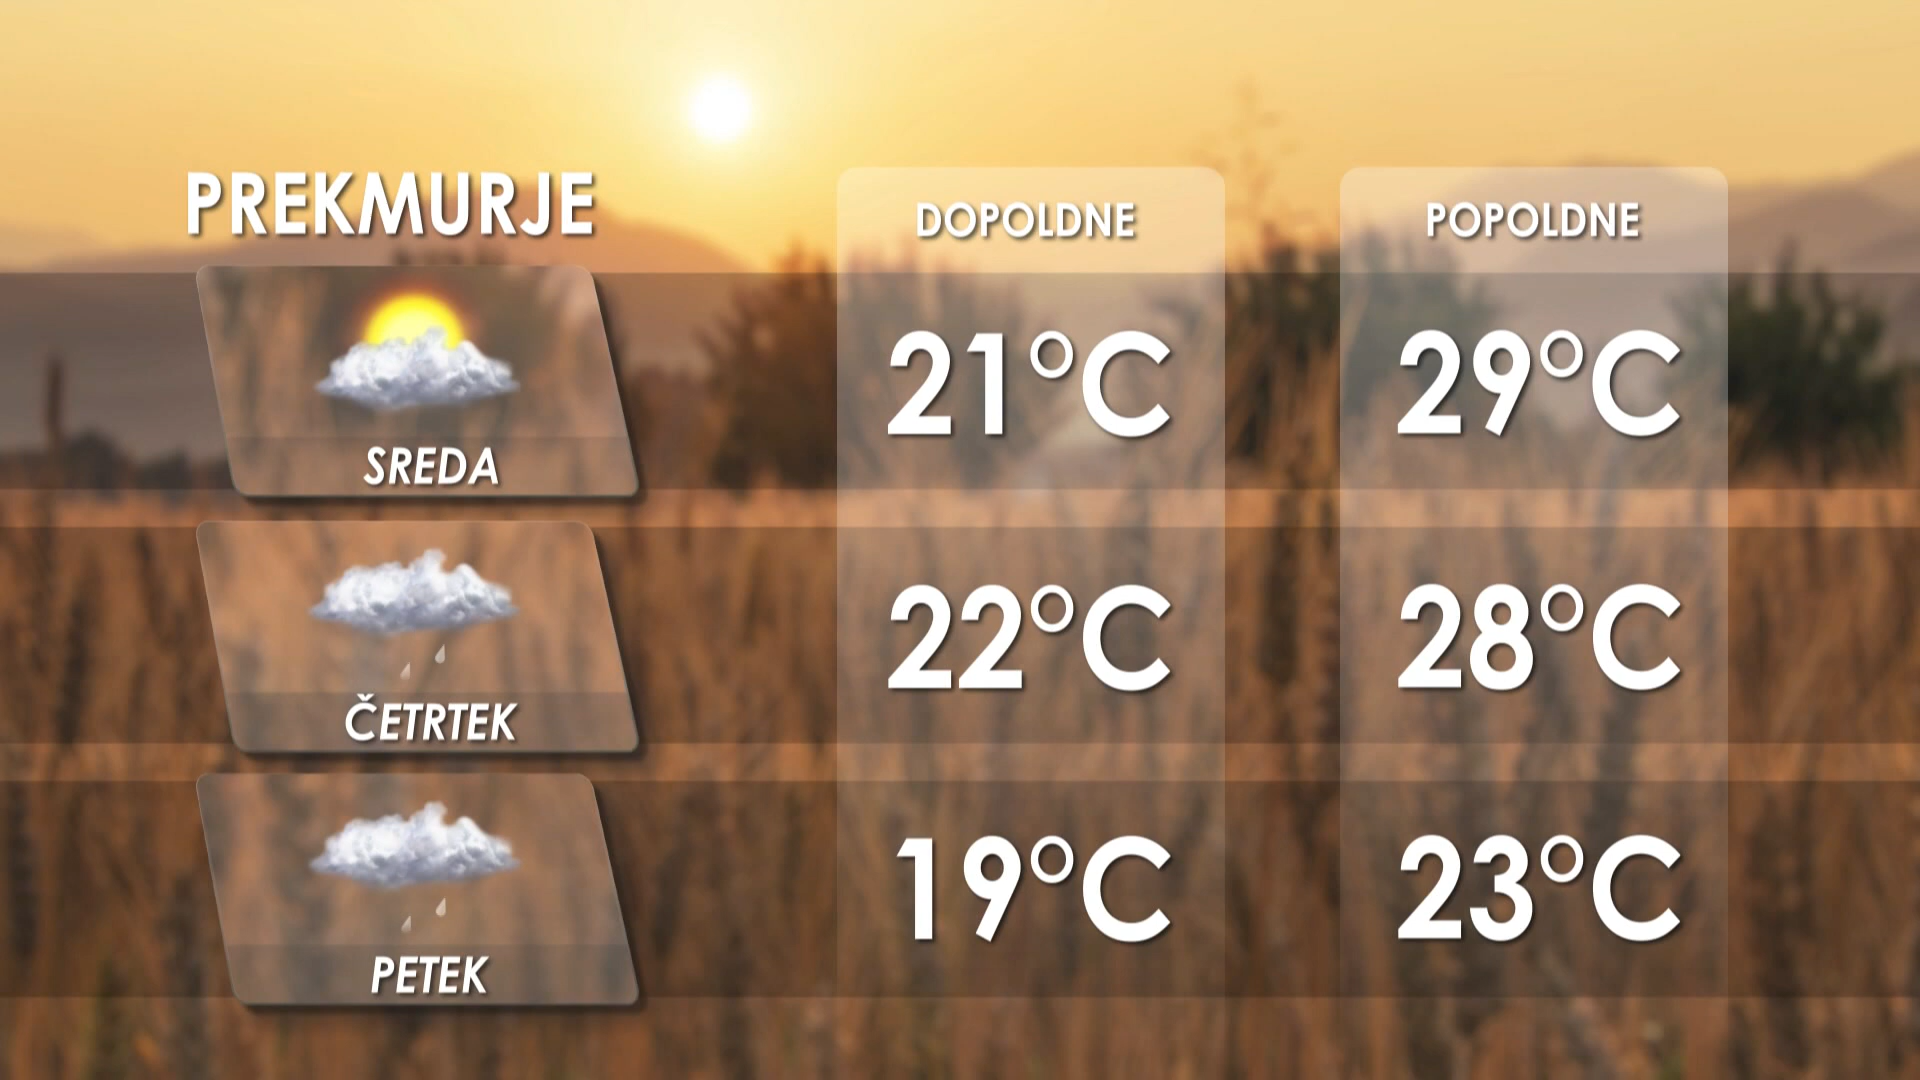 PREKMURJE
DOPOLDNE
POPOLDNE
SREDA
21°C
29°C
ČETRTEK
22°C
28°C
PETEK
19°C
23°C